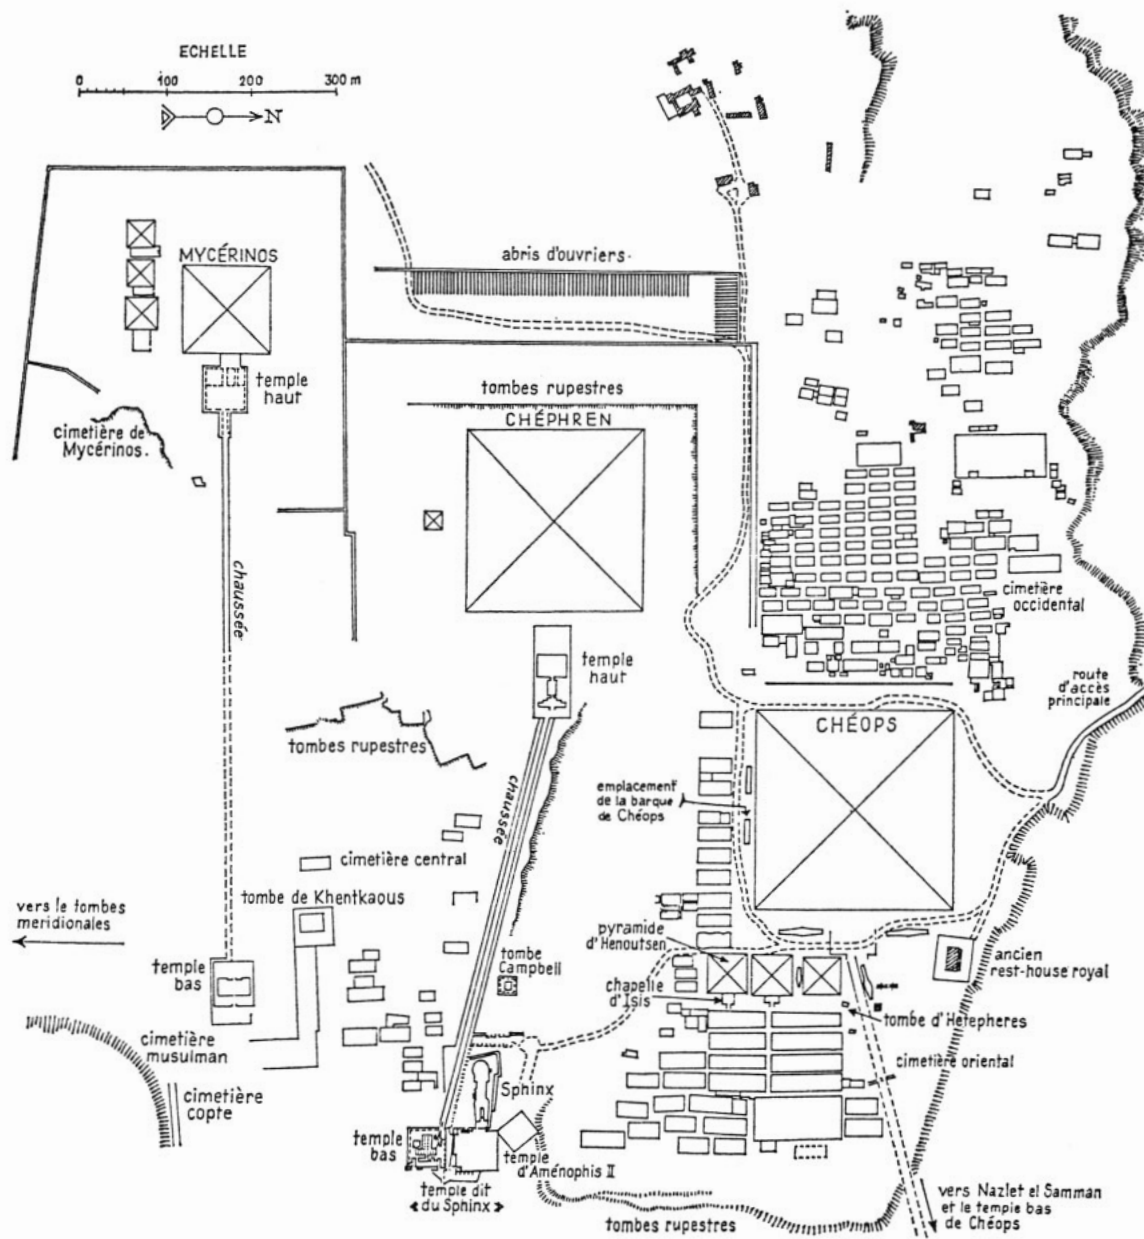 ECHELLE
0 100 200 300 m
N
abris d'ouvriers.
MYCÉRINOS
temple
haut
tombes rupestres
CHÉPHREN
cimetière de
Mycérinos.
chaussée
cimetière
occidental
temple
haut
route
d'accès
principale
CHÉOPS
tombes rupestres
chaussée
emplacement
de la barque
de Chéops
cimetière central
tombe de Khentkaous
vers le tombes
meridionales
pyramide
d'Henoutsen
ancien
rest-house royal
temple
bas
tombe
Campbell
chapelle
d'Isis
tombe d'Hetepheres
cimetière
musulman
cimetière oriental
cimetière
copte
Sphinx
temple
bas
temple
d'Aménophis II
temple dit
« du Sphinx »
vers Nazlet el Samman
et le temple bas
de Chéops
tombes rupestres